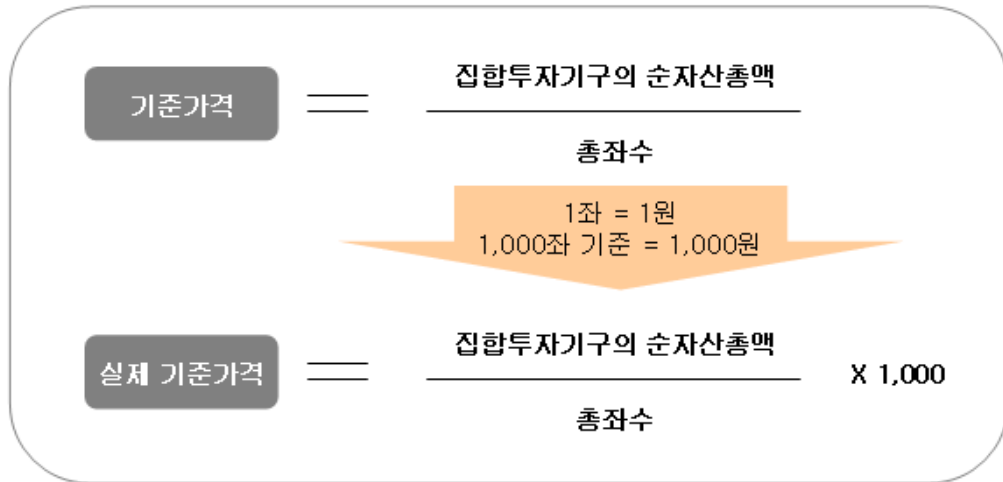 집합투자기구의 순자산총액
기준가격
총좌수
1좌 = 1원
1,000좌 기준 = 1,000원
집합투자기구의 순자산총액
실제 기준가격
X 1,000
총좌수